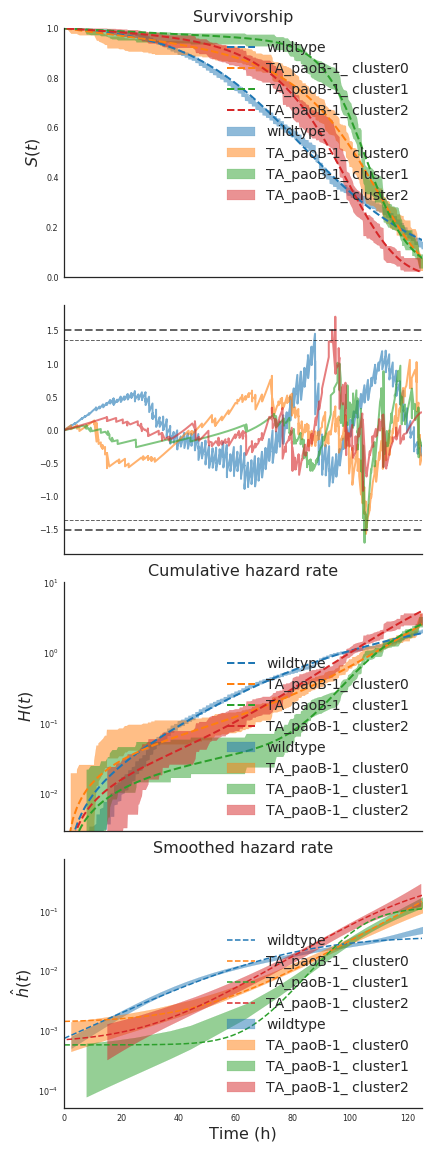 Survivorship
1.0
0.8
0.6
0.4
0.2
0.0
S(t)
wildtype
TA_paoB-1_ cluster0
TA_paoB-1_ cluster1
TA_paoB-1_ cluster2
wildtype
TA_paoB-1_ cluster0
TA_paoB-1_ cluster1
TA_paoB-1_ cluster2
1.5
1.0
0.5
0.0
−0.5
−1.0
−1.5
Cumulative hazard rate
10¹
10⁰
10⁻¹
10⁻²
H(t)
wildtype
TA_paoB-1_ cluster0
TA_paoB-1_ cluster1
TA_paoB-1_ cluster2
wildtype
TA_paoB-1_ cluster0
TA_paoB-1_ cluster1
TA_paoB-1_ cluster2
Smoothed hazard rate
10⁻¹
10⁻²
10⁻³
10⁻⁴
ĥ(t)
wildtype
TA_paoB-1_ cluster0
TA_paoB-1_ cluster1
TA_paoB-1_ cluster2
wildtype
TA_paoB-1_ cluster0
TA_paoB-1_ cluster1
TA_paoB-1_ cluster2
0 20 40 60 80 100 120
Time (h)